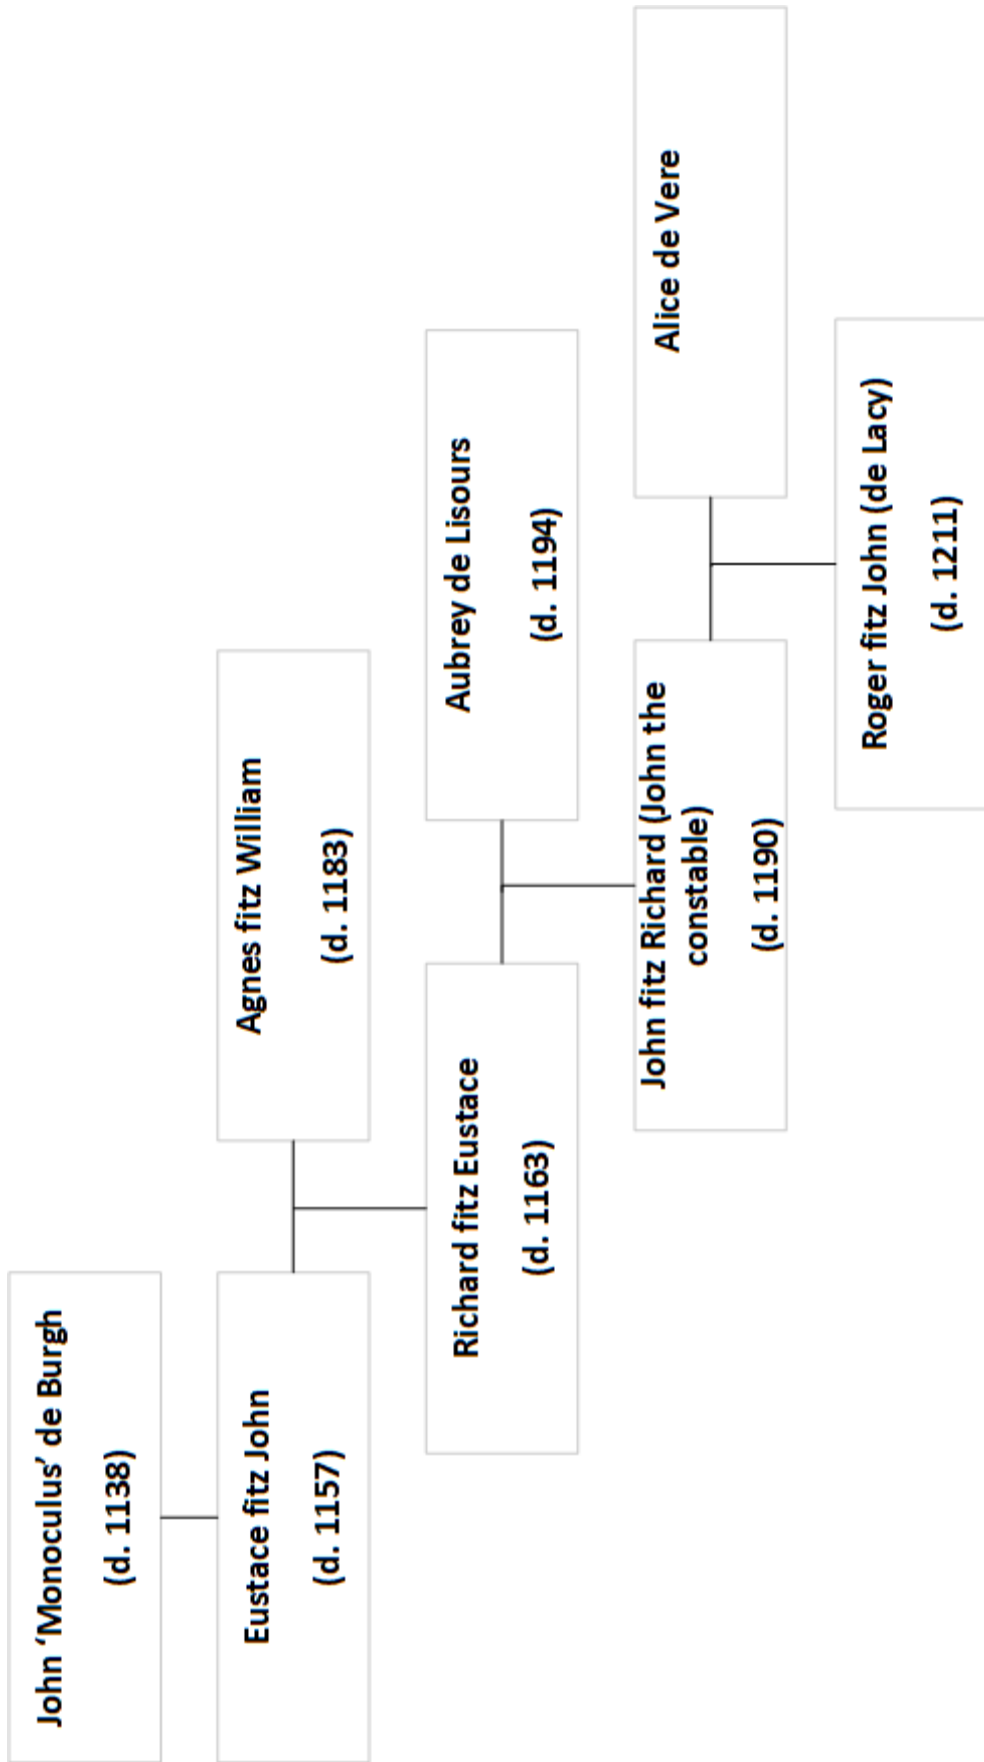 John ‘Monoculus’ de Burgh
(d. 1138)
Eustace fitz John
(d. 1157)
Agnes fitz William
(d. 1183)
Richard fitz Eustace
(d. 1163)
Aubrey de Lisours
(d. 1194)
John fitz Richard (John the
constable)
(d. 1190)
Alice de Vere
Roger fitz John (de Lacy)
(d. 1211)